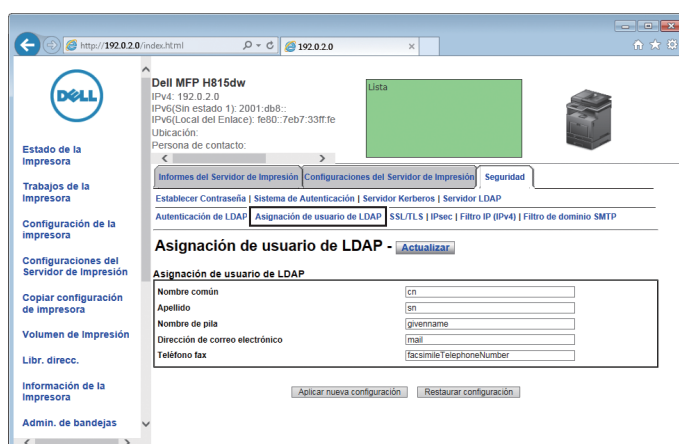 http://192.0.2.0/index.html
192.0.2.0
DELL
Dell MFP H815dw
IPv4: 192.0.2.0
IPv6(Sin estado 1): 2001:db8::
IPv6(Local del Enlace): fe80::7eb7:33ff:fe
Ubicación:
Persona de contacto:
Lista
Estado de la
Impresora
Trabajos de la
Impresora
Configuración de la
impresora
Configuraciones del
Servidor de Impresión
Copiar configuración
de impresora
Volumen de Impresión
Libr. direcc.
Información de la
Impresora
Admin. de bandejas
Informes del Servidor de Impresión Configuraciones del Servidor de Impresión Seguridad
Establecer Contraseña | Sistema de Autenticación | Servidor Kerberos | Servidor LDAP
Autenticación de LDAP Asignación de usuario de LDAP SSL/TLS | IPsec | Filtro IP (IPv4) | Filtro de dominio SMTP
Asignación de usuario de LDAP - Actualizar
Asignación de usuario de LDAP
Nombre común cn
Apellido sn
Nombre de pila givenname
Dirección de correo electrónico mail
Teléfono fax facsimileTelephoneNumber
Aplicar nueva configuración Restaurar configuración